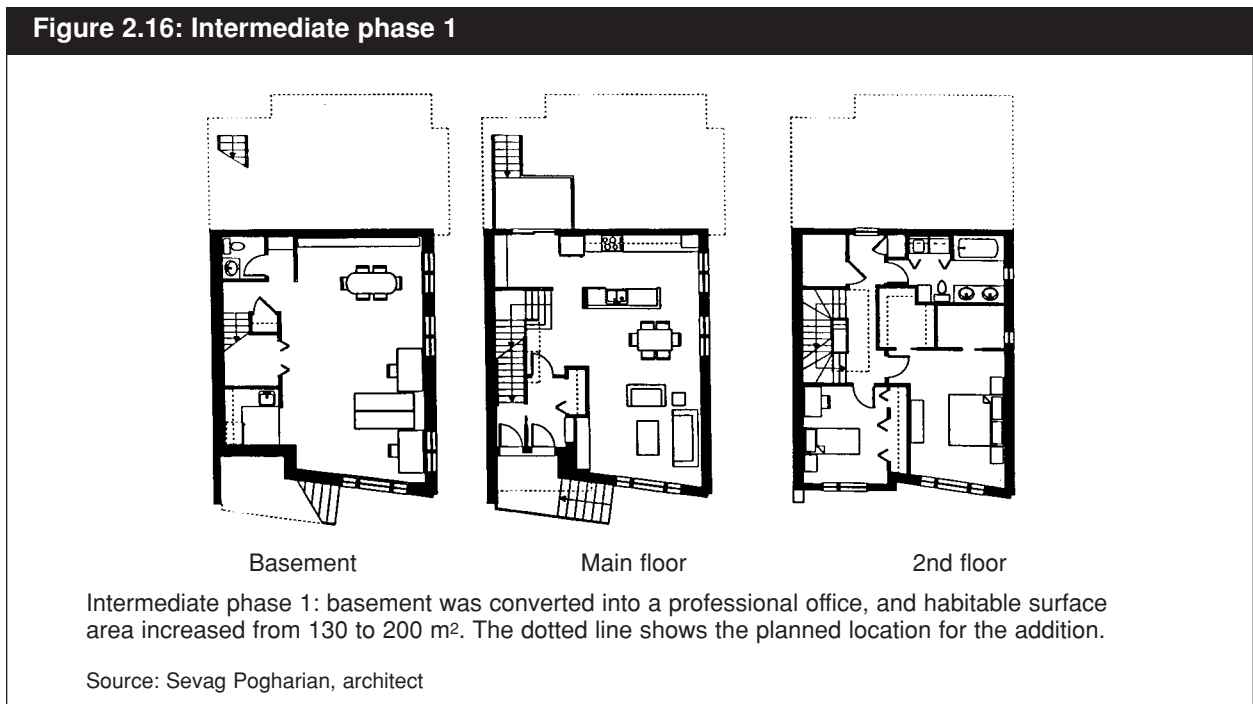 Figure 2.16: Intermediate phase 1
Basement
Main floor
2nd floor
Intermediate phase 1: basement was converted into a professional office, and habitable surface
area increased from 130 to 200 m². The dotted line shows the planned location for the addition.
Source: Sevag Pogharian, architect